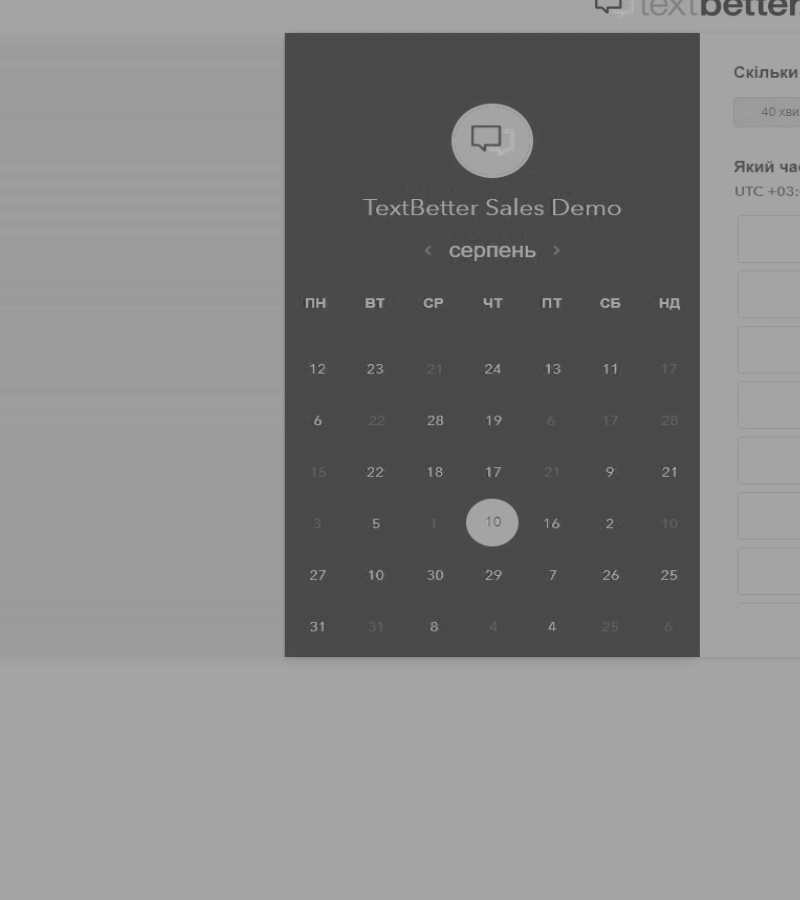 textbetter
TextBetter Sales Demo
серпень
ПН ВТ СР ЧТ ПТ СБ НД
12 23 21 24 13 11 17
6 22 28 19 6 17 28
15 22 18 17 21 9 21
3 5 1 10 16 2 10
27 10 30 29 7 26 25
31 31 8 4 4 25 6
Скільки
40 хви
Який час
UTC +03: